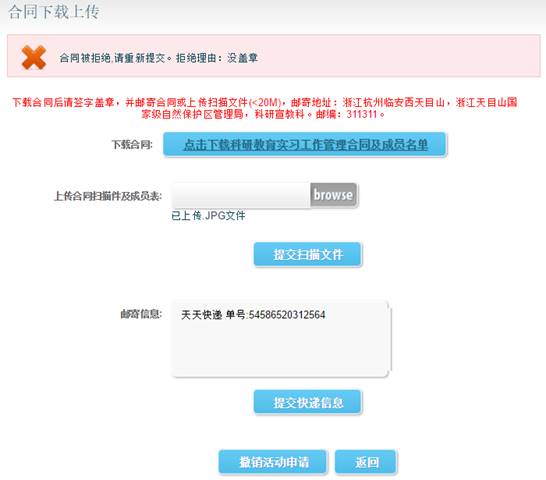 合同下载上传
合同被拒绝,请重新提交。拒绝理由：没盖章
下载合同后请签字盖章，并邮寄合同或上传扫描文件(<20M)，邮寄地址：浙江杭州临安西天目山，浙江天目山国
家级自然保护区管理局，科研宣教科。邮编：311311。
下载合同:
点击下载科研教育实习工作管理合同及成员名单
上传合同扫描件及成员表:
browse
已上传.JPG文件
提交扫描文件
邮寄信息:
天天快递 单号:54586520312564
提交快递信息
撤销活动申请
返回